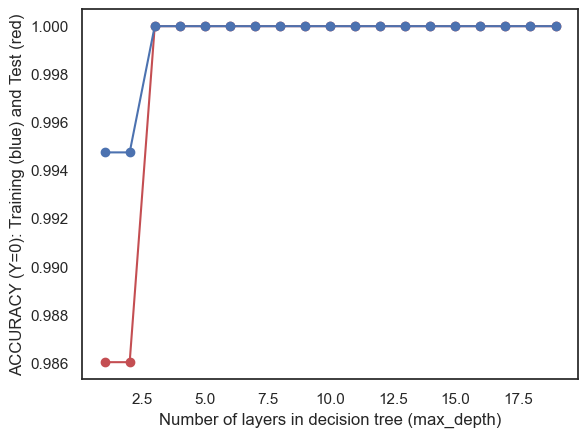 ACCURACY (Y=0): Training (blue) and Test (red)
1.000
0.998
0.996
0.994
0.992
0.990
0.988
0.986
2.5 5.0 7.5 10.0 12.5 15.0 17.5
Number of layers in decision tree (max_depth)